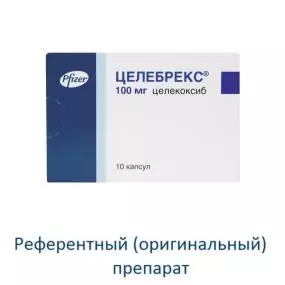 Pfizer
ЦЕЛЕБРЕКС®
100 мг целекоксиб
10 капсул
Референтный (оригинальный)
препарат